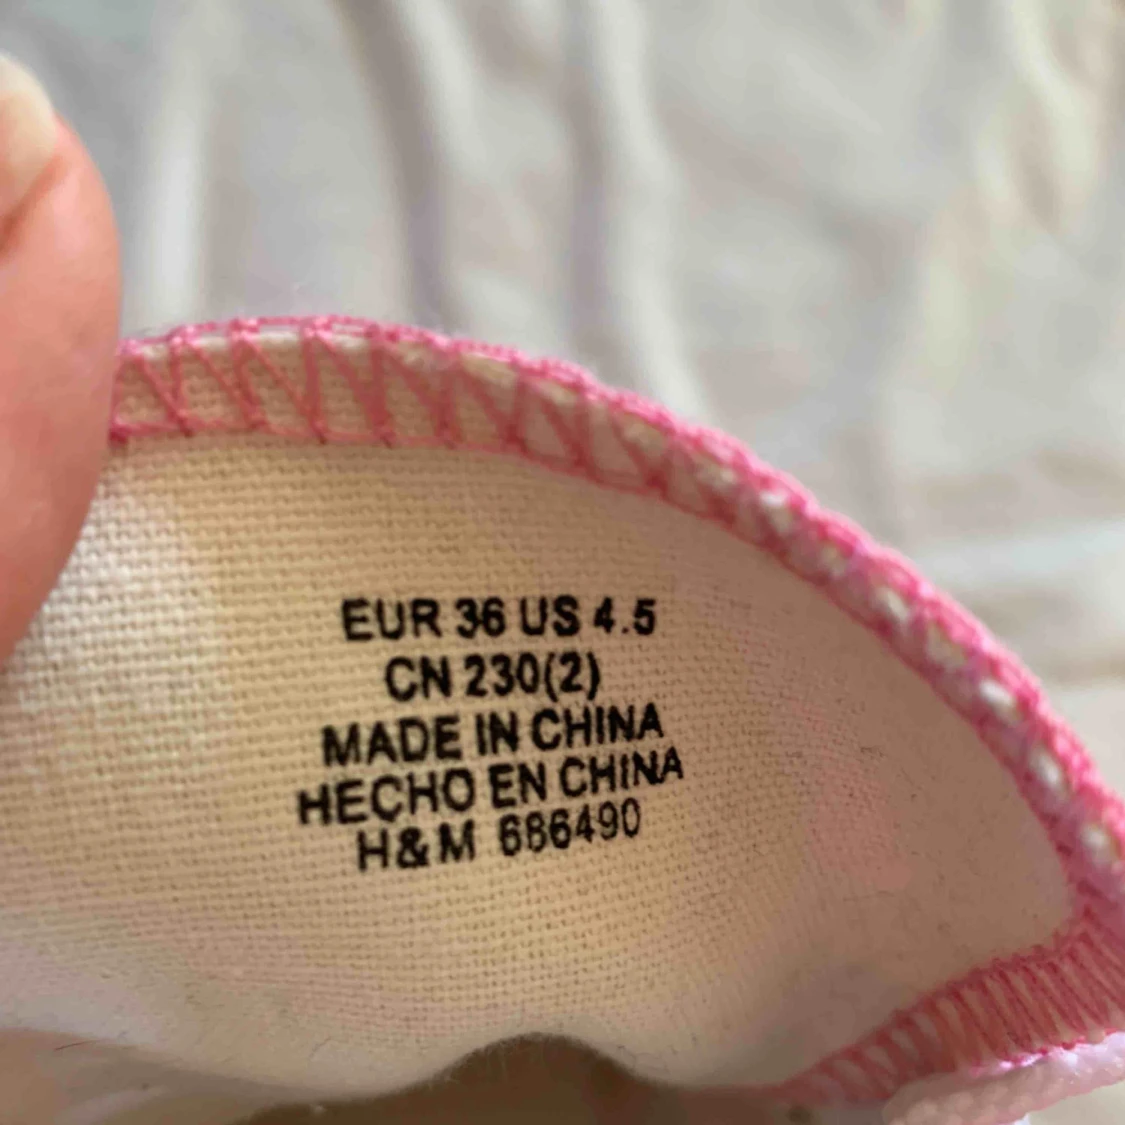 EUR 36 US 4.5
CN 230(2)
MADE IN CHINA
HECHO EN CHINA
H&M 686490